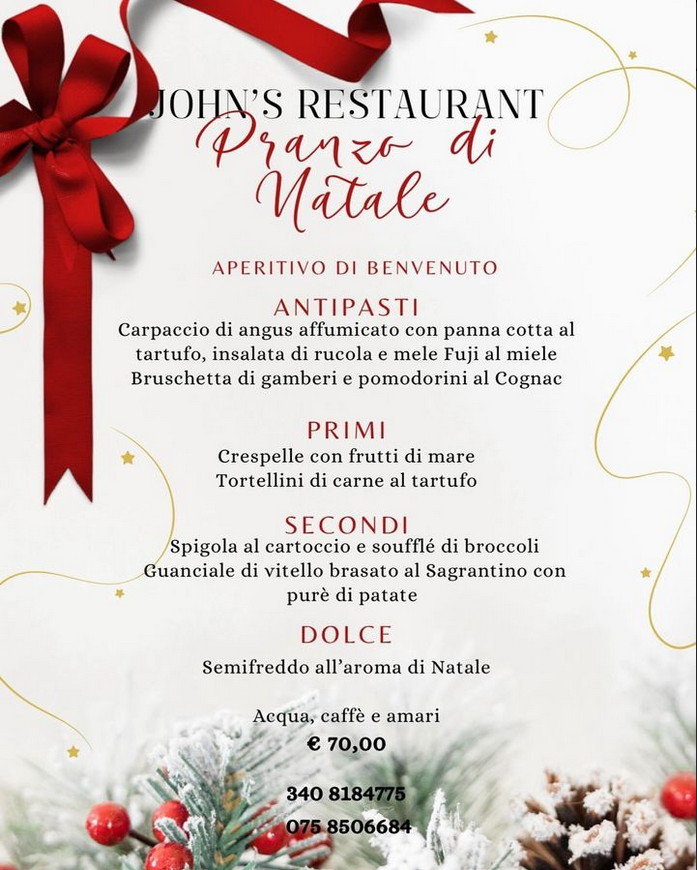 JOHN'S RESTAURANT
Pranzo di
Natale
APERITIVO DI BENVENUTO
ANTIPASTI
Carpaccio di angus affumicato con panna cotta al
tartufo, insalata di rucola e mele Fuji al miele
Bruschetta di gamberi e pomodorini al Cognac
PRIMI
Crespelle con frutti di mare
Tortellini di carne al tartufo
SECONDI
Spigola al cartoccio e soufflé di broccoli
Guanciale di vitello brasato al Sagrantino con
purè di patate
DOLCE
Semifreddo all'aroma di Natale
Acqua, caffè e amari
€ 70,00
340 8184775
075 8506684